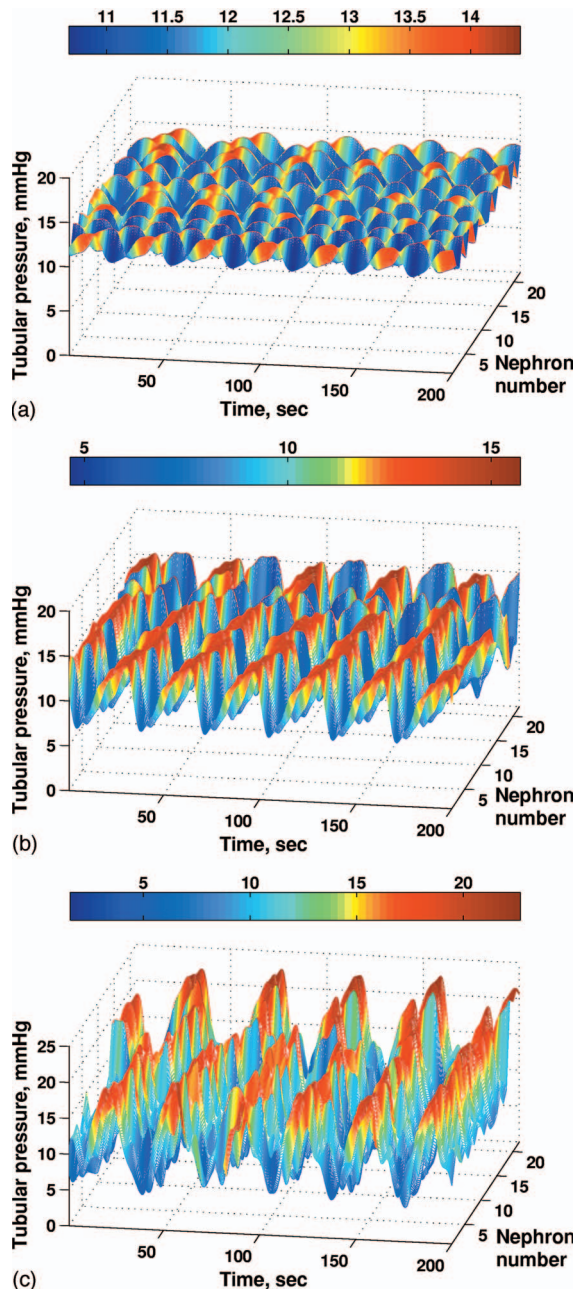 11 11.5 12 12.5 13 13.5 14
Tubular pressure, mmHg
20
15
10
5
0
50 100 150 200
Time, sec
5 10 15 20
Nephron
number
(a)
5 10 15
Tubular pressure, mmHg
20
15
10
5
0
50 100 150 200
Time, sec
5 10 15 20
Nephron
number
(b)
5 10 15 20
Tubular pressure, mmHg
25
20
15
10
5
0
50 100 150 200
Time, sec
5 10 15 20
Nephron
number
(c)